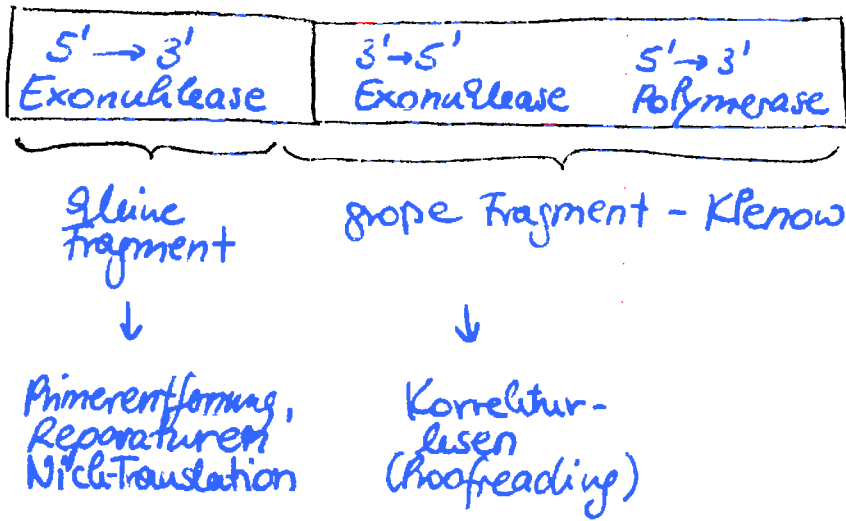 5' → 3'
Exonuklease
3' → 5'
Exonuklease
5' → 3'
Polymerase
kleine
Fragment
große Fragment - Klenow
↓
↓
Primerentfernung,
Reparaturen
Nick-Translation
Korrektur-
lesen
(Proofreading)